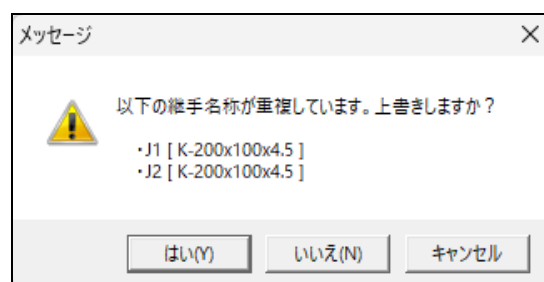 メッセージ
以下の継手名称が重複しています。上書きしますか？
・J1 [ K-200x100x4.5 ]
・J2 [ K-200x100x4.5 ]
はい(Y)
いいえ(N)
キャンセル